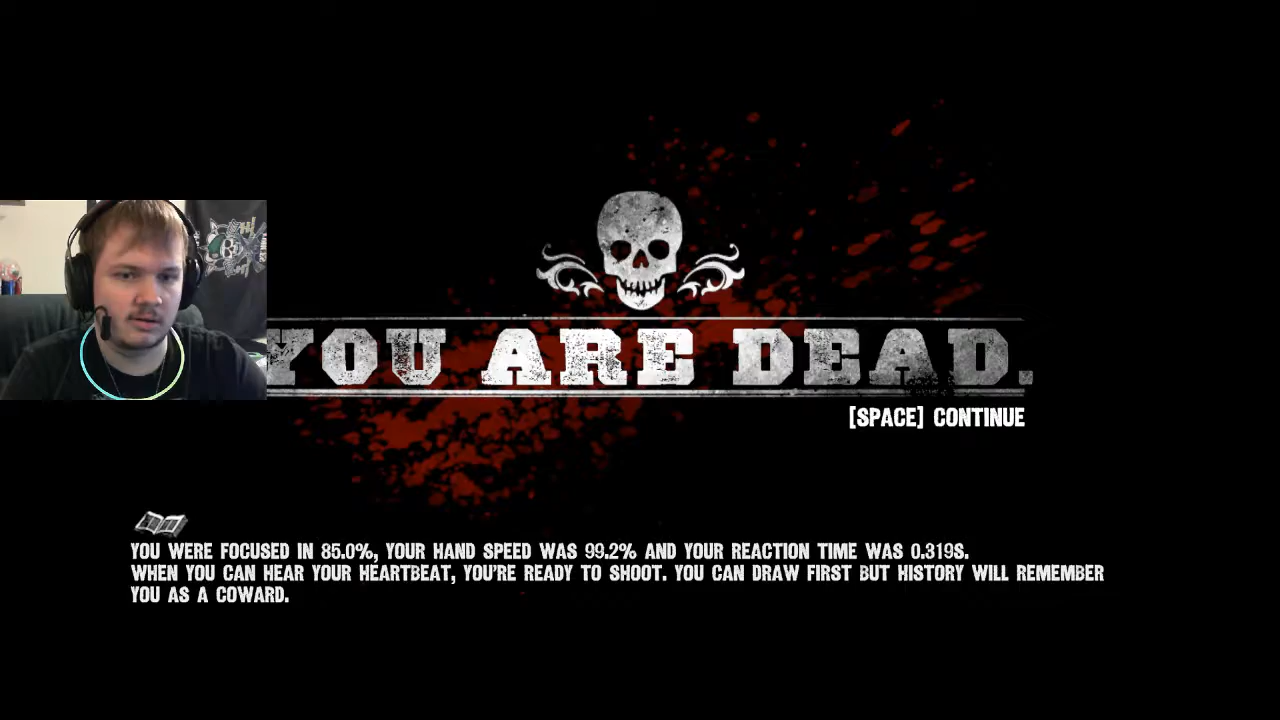 YOU ARE DEAD.
[SPACE] CONTINUE
YOU WERE FOCUSED IN 85.0%, YOUR HAND SPEED WAS 99.2% AND YOUR REACTION TIME WAS 0.319S.
WHEN YOU CAN HEAR YOUR HEARTBEAT, YOU'RE READY TO SHOOT. YOU CAN DRAW FIRST BUT HISTORY WILL REMEMBER
YOU AS A COWARD.